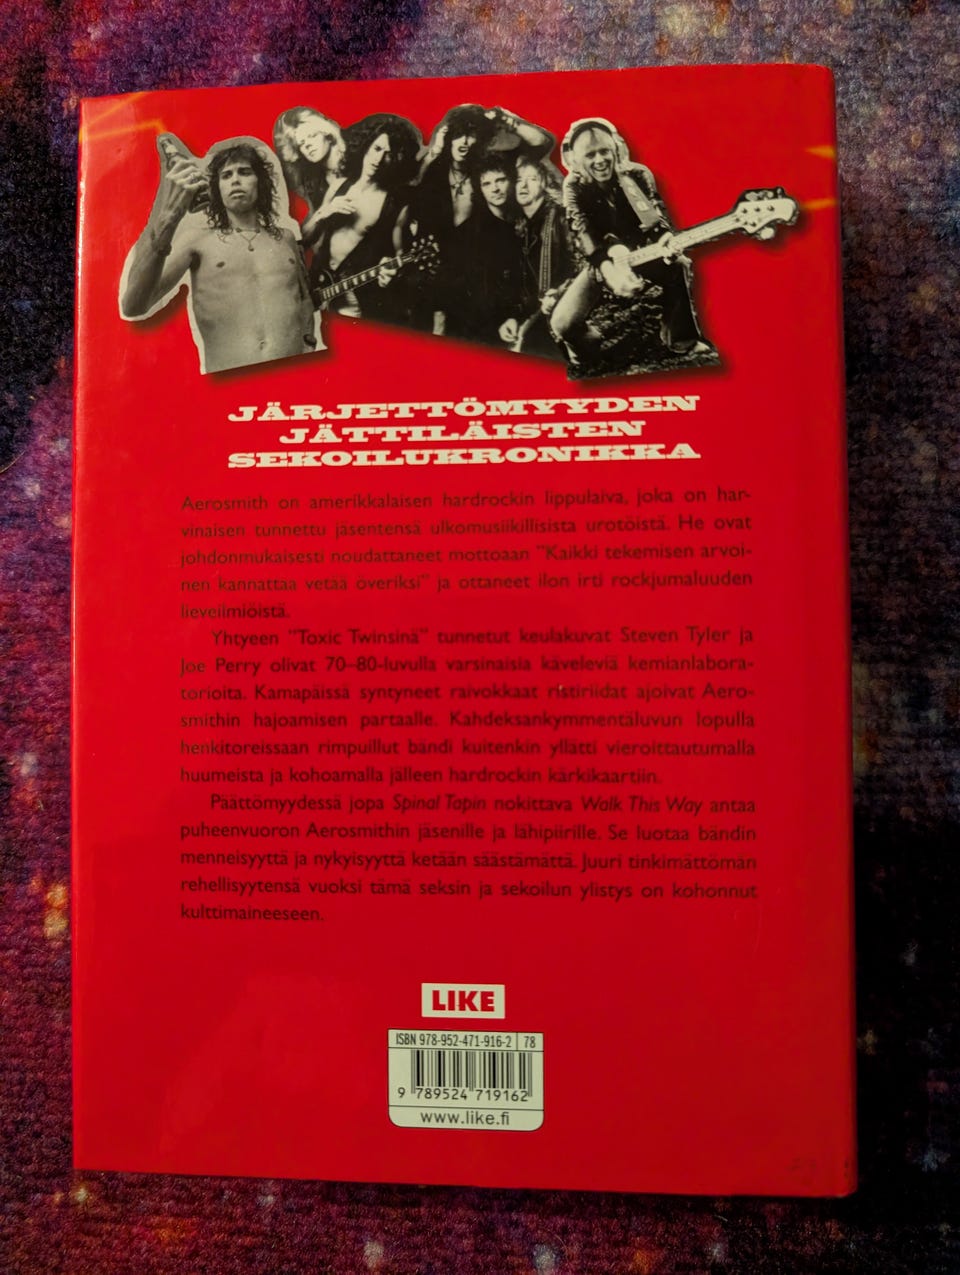 JÄRJETTÖMYYDEN
JÄTTILÄISTEN
SEKOILUKRONIKKA
Aerosmith on amerikkalaisen hardrockin lippulaiva, joka on har-
vinaisen tunnettu jäsentensä ulkomusiikillisista urotöistä. He ovat
johdonmukaisesti noudattaneet mottoaan "Kaikki tekemisen arvoi-
nen kannattaa vetää överiksi" ja ottaneet ilon irti rockjumaluuden
lieveilmiöistä.
Yhtyeen "Toxic Twinsinä" tunnetut keulakuvat Steven Tyler ja
Joe Perry olivat 70–80-luvulla varsinaisia käveleviä kemianlabora-
torioita. Kamapäissä syntyneet raivokkaat ristiriidat ajoivat Aero-
smithin hajoamisen partaalle. Kahdeksankymmentäluvun lopulla
henkitoreissaan rimpuillut bändi kuitenkin yllätti vieroittautumalla
huumeista ja kohoamalla jälleen hardrockin kärkikaartiin.
Päättömyydessä jopa Spinal Tapin nokittava Walk This Way antaa
puheenvuoron Aerosmithin jäsenille ja lähipiirille. Se luotaa bändin
menneisyyttä ja nykyisyyttä ketään säästämättä. Juuri tinkimättömän
rehellisyytensä vuoksi tämä seksin ja sekoilun ylistys on kohonnut
kulttimaineeseen.
LIKE
ISBN 978-952-471-916-2 78
9 789524 719162
www.like.fi